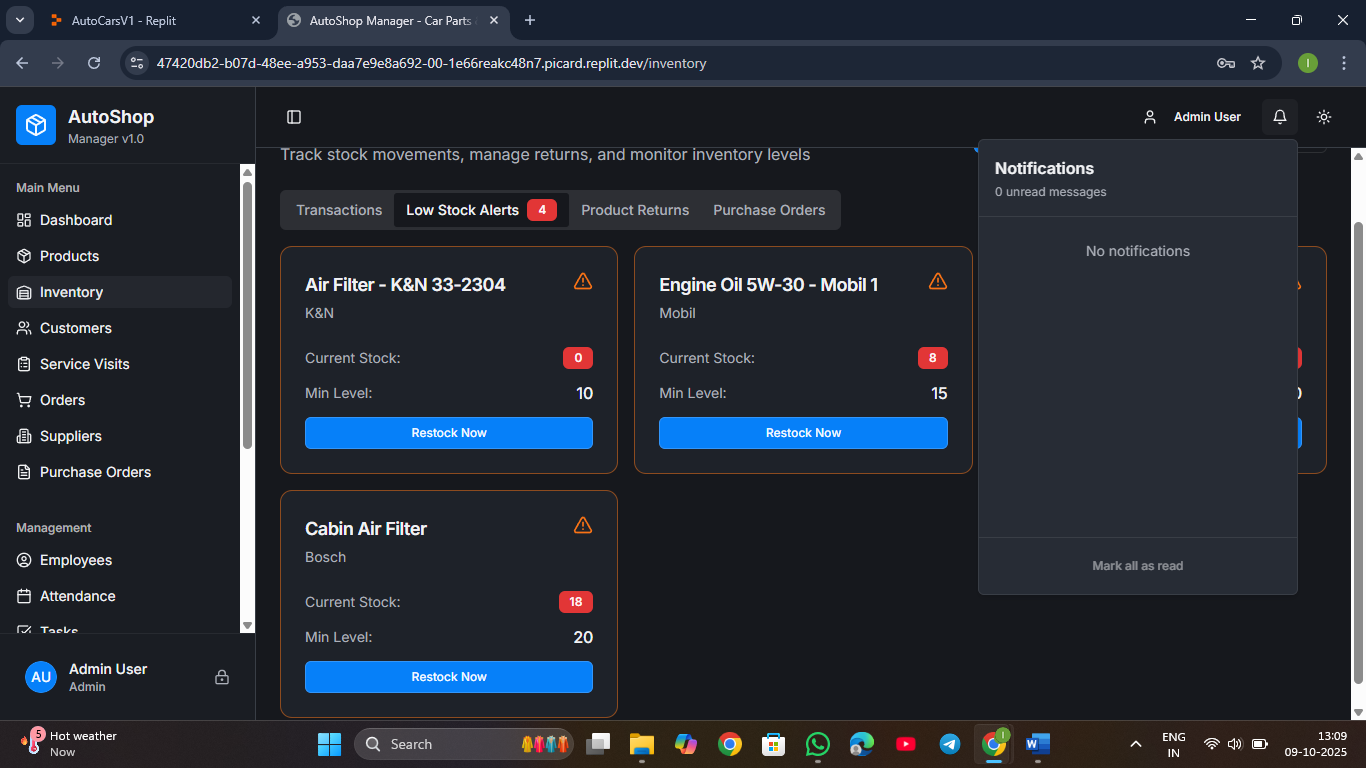 AutoCarsV1 - Replit
AutoShop Manager - Car Parts
47420db2-b07d-48ee-a953-daa7e9e8a692-00-1e66reakc48n7.picard.replit.dev/inventory
I
AutoShop
Manager v1.0
Admin User
Main Menu
Dashboard
Products
Inventory
Customers
Service Visits
Orders
Suppliers
Purchase Orders
Management
Employees
Attendance
Tasks
AU
Admin User
Admin
Track stock movements, manage returns, and monitor inventory levels
Transactions
Low Stock Alerts 4
Product Returns
Purchase Orders
Air Filter - K&N 33-2304
K&N
Current Stock: 0
Min Level: 10
Restock Now
Engine Oil 5W-30 - Mobil 1
Mobil
Current Stock: 8
Min Level: 15
Restock Now
Cabin Air Filter
Bosch
Current Stock: 18
Min Level: 20
Restock Now
Notifications
0 unread messages
No notifications
Mark all as read
5
Hot weather
Now
Search
I
ENG
IN
13:09
09-10-2025